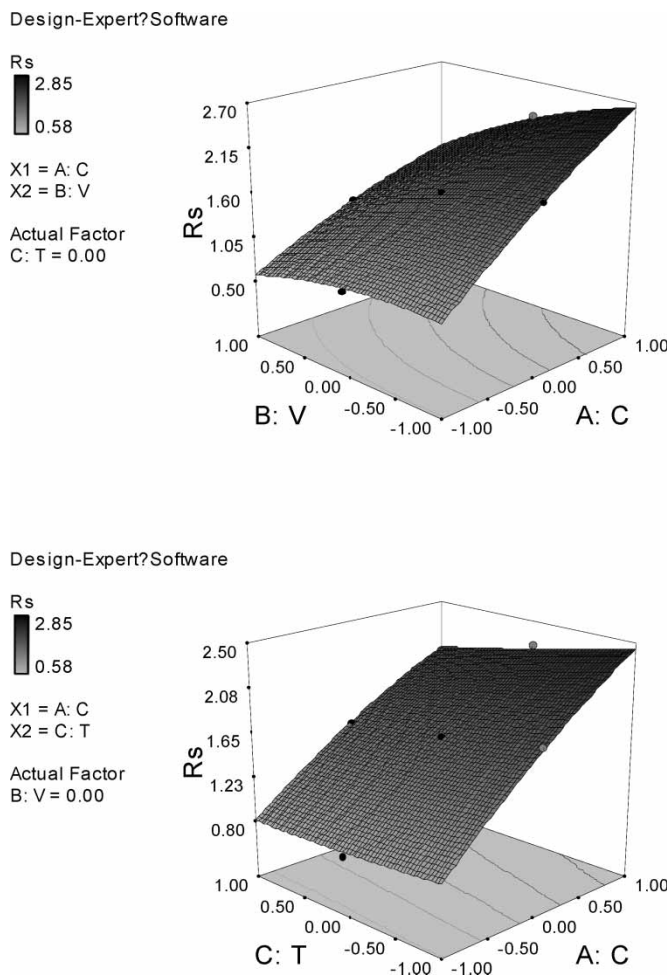 Design-Expert?Software
Rs
2.85
0.58
X1 = A: C
X2 = B: V
Actual Factor
C: T = 0.00
2.70
2.15
1.60
1.05
0.50
Rs
1.00
0.50
0.00
-0.50
-1.00
B: V
-1.00
-0.50
0.00
0.50
1.00
A: C
Design-Expert?Software
Rs
2.85
0.58
X1 = A: C
X2 = C: T
Actual Factor
B: V = 0.00
2.50
2.08
1.65
1.23
0.80
Rs
1.00
0.50
0.00
-0.50
-1.00
C: T
-1.00
-0.50
0.00
0.50
1.00
A: C